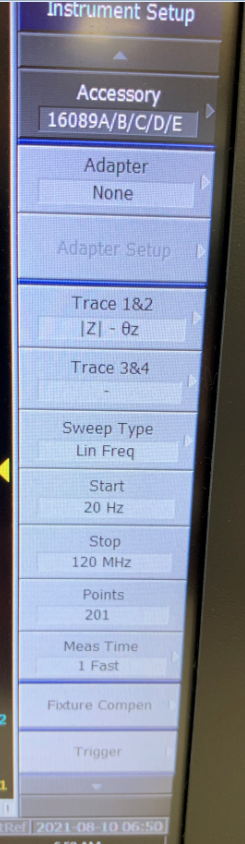 Instrument Setup
Accessory
16089A/B/C/D/E
Adapter
None
Adapter Setup
Trace 1&2
|Z| - θz
Trace 3&4
-
Sweep Type
Lin Freq
Start
20 Hz
Stop
120 MHz
Points
201
Meas Time
1 Fast
Fixture Compen
Trigger
2
1
2021-08-10 06:50